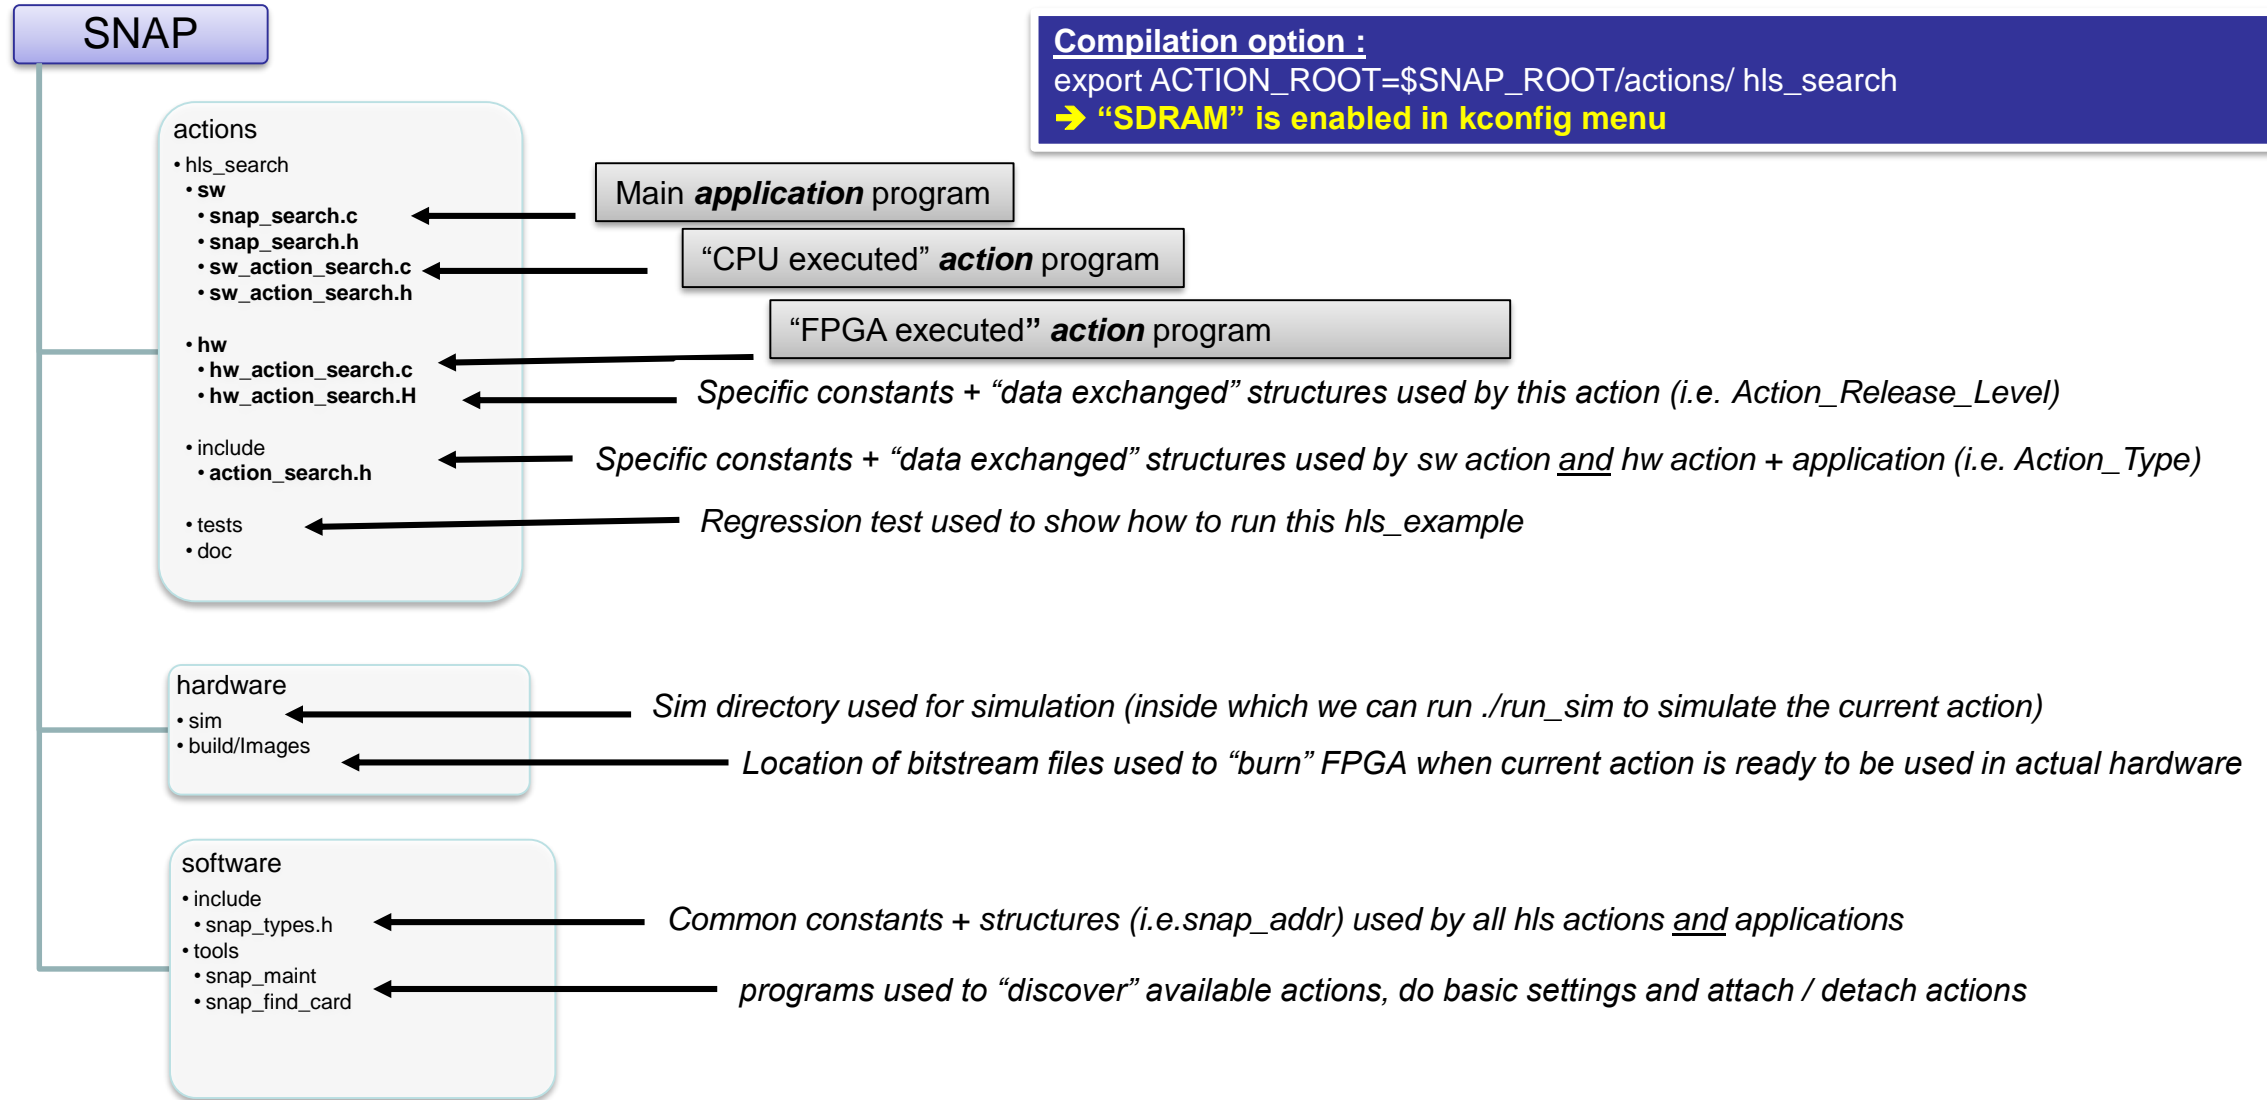 SNAP
Compilation option :
export ACTION_ROOT=$SNAP_ROOT/actions/ hls_search
➔ “SDRAM” is enabled in kconfig menu
actions
• hls_search
• sw
• snap_search.c
• snap_search.h
• sw_action_search.c
• sw_action_search.h
• hw
• hw_action_search.c
• hw_action_search.H
• include
• action_search.h
• tests
• doc
Main application program
“CPU executed” action program
“FPGA executed” action program
Specific constants + “data exchanged” structures used by this action (i.e. Action_Release_Level)
Specific constants + “data exchanged” structures used by sw action and hw action + application (i.e. Action_Type)
Regression test used to show how to run this hls_example
hardware
• sim
• build/Images
Sim directory used for simulation (inside which we can run ./run_sim to simulate the current action)
Location of bitstream files used to “burn” FPGA when current action is ready to be used in actual hardware
software
• include
• snap_types.h
• tools
• snap_maint
• snap_find_card
Common constants + structures (i.e.snap_addr) used by all hls actions and applications
programs used to “discover” available actions, do basic settings and attach / detach actions